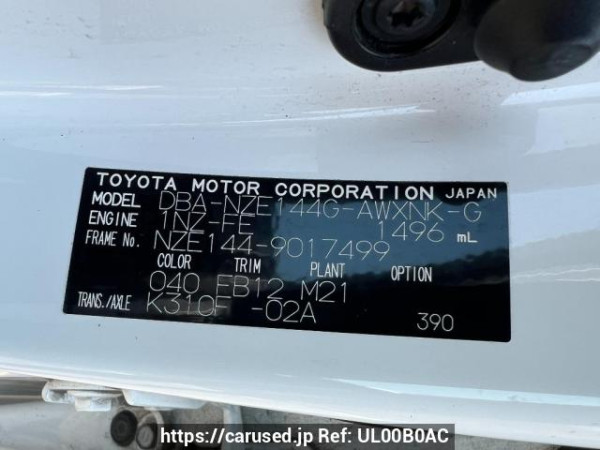 TOYOTA MOTOR CORPORATION JAPAN
MODEL DBA-NZE144G-AWXNK-G
ENGINE 1NZ-FE 1496 mL
FRAME No. NZE144-9017499
COLOR TRIM PLANT OPTION
040 FB12 M21
TRANS./AXLE K310F -02A
390
https://carused.jp Ref: UL00B0AC